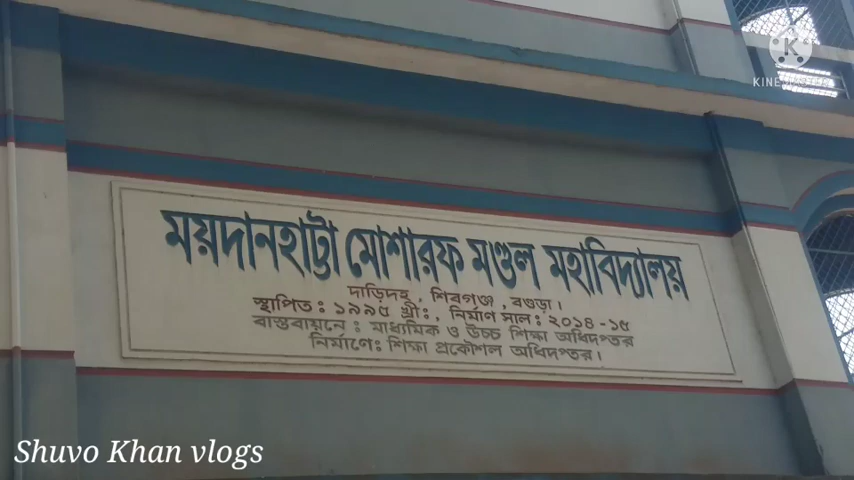 KINEMASTER
ময়দানহাট্টা মোশারফ মণ্ডল মহাবিদ্যালয়
দাড়িদহ, শিবগঞ্জ, বগুড়া।
স্থাপিত: ১৯৯৫ খ্রী:, নির্মাণ সাল: ২০১৪-১৫
বাস্তবায়নে: মাধ্যমিক ও উচ্চ শিক্ষা অধিদপ্তর
নির্মাণে: শিক্ষা প্রকৌশল অধিদপ্তর।
Shuvo Khan vlogs